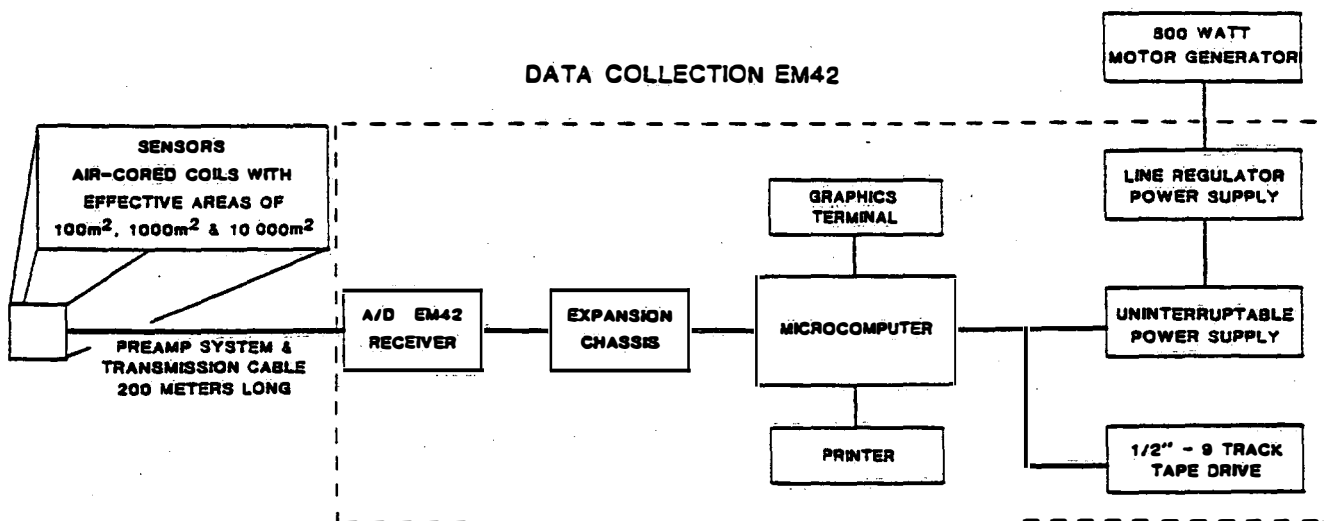 DATA COLLECTION EM42
800 WATT
MOTOR GENERATOR
SENSORS
AIR-CORED COILS WITH
EFFECTIVE AREAS OF
100m², 1000m² & 10 000m²
LINE REGULATOR
POWER SUPPLY
GRAPHICS
TERMINAL
A/D EM42
RECEIVER
EXPANSION
CHASSIS
MICROCOMPUTER
UNINTERRUPTABLE
POWER SUPPLY
PREAMP SYSTEM &
TRANSMISSION CABLE
200 METERS LONG
PRINTER
1/2" - 9 TRACK
TAPE DRIVE